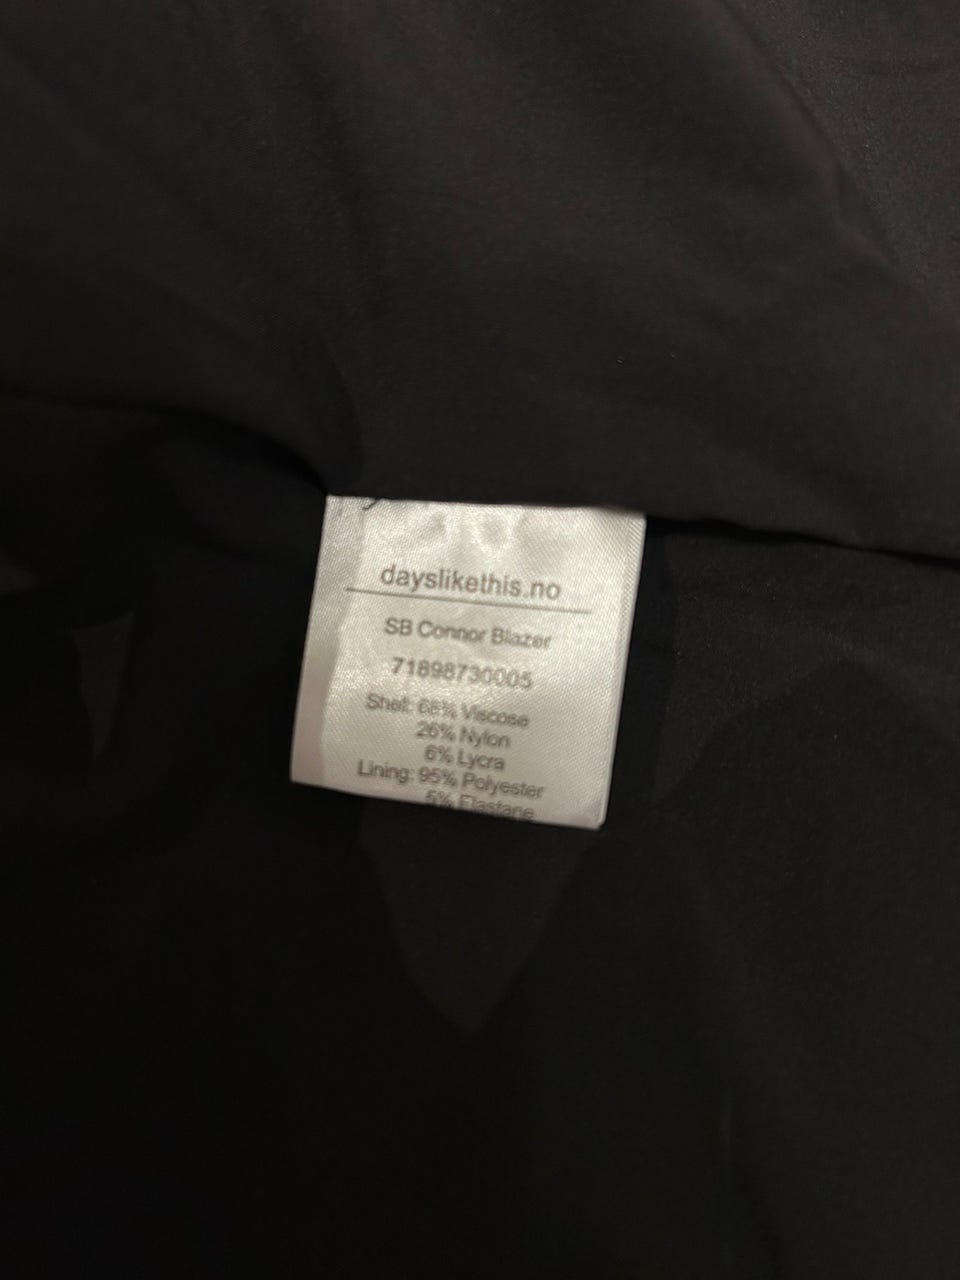 dayslikethis.no
SB Connor Blazer
71898730005
Shell: 68% Viscose
26% Nylon
6% Lycra
Lining: 95% Polyester
5% Elastane